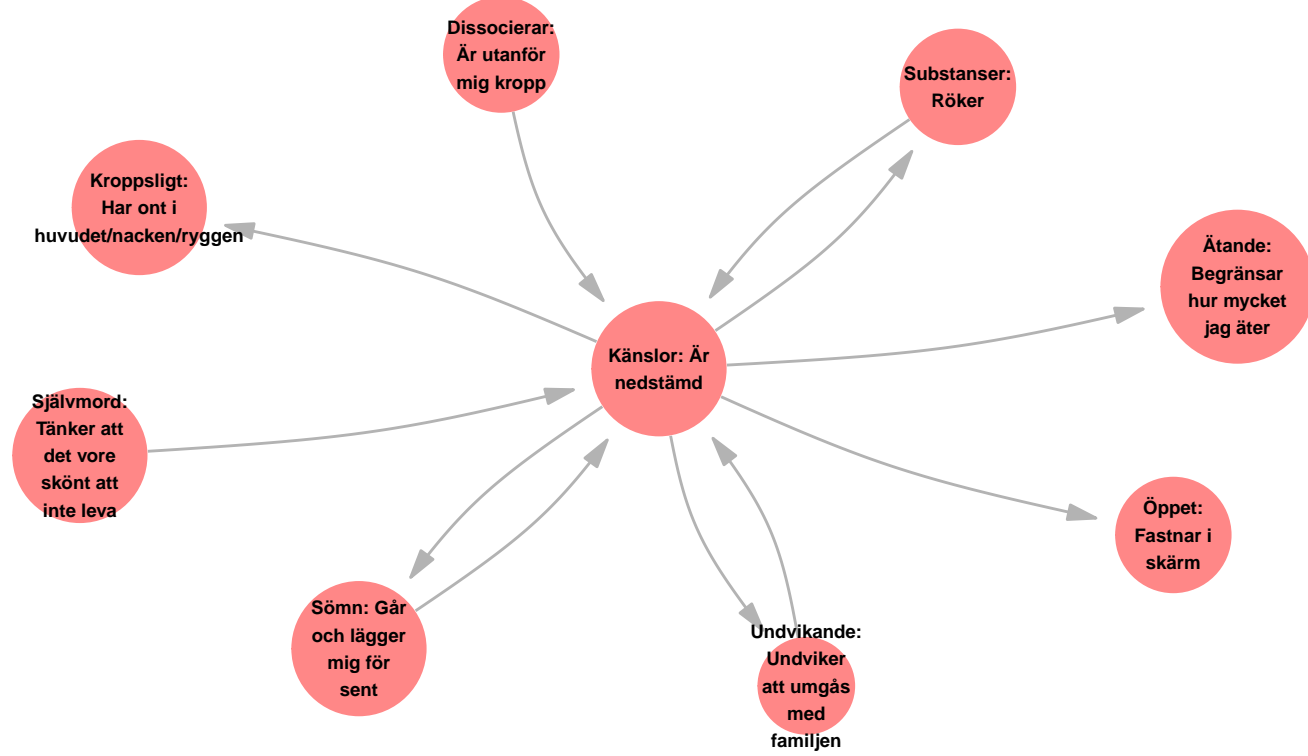 Dissocierar:
Är utanför
mig kropp
Substanser:
Röker
Kroppsligt:
Har ont i
huvudet/nacken/ryggen
Ätande:
Begränsar
hur mycket
jag äter
Känslor: Är
nedstämd
Självmord:
Tänker att
det vore
skönt att
inte leva
Öppet:
Fastnar i
skärm
Sömn: Går
och lägger
mig för
sent
Undvikande:
Undviker
att umgås
med
familjen